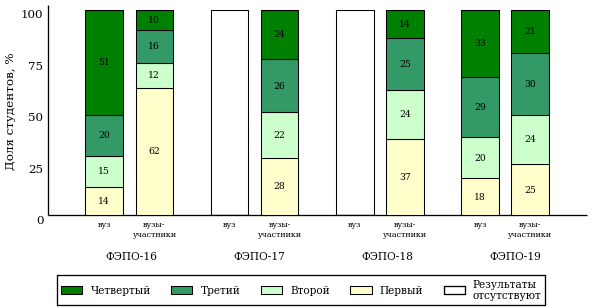 Доля студентов, %
100
75
50
25
0
51
20
15
14
10
16
12
62
24
26
22
28
14
25
24
37
33
29
20
18
21
30
24
25
вуз
вузы-
участники
вуз
вузы-
участники
вуз
вузы-
участники
вуз
вузы-
участники
ФЭПО-16
ФЭПО-17
ФЭПО-18
ФЭПО-19
Четвертый
Третий
Второй
Первый
Результаты
отсутствуют